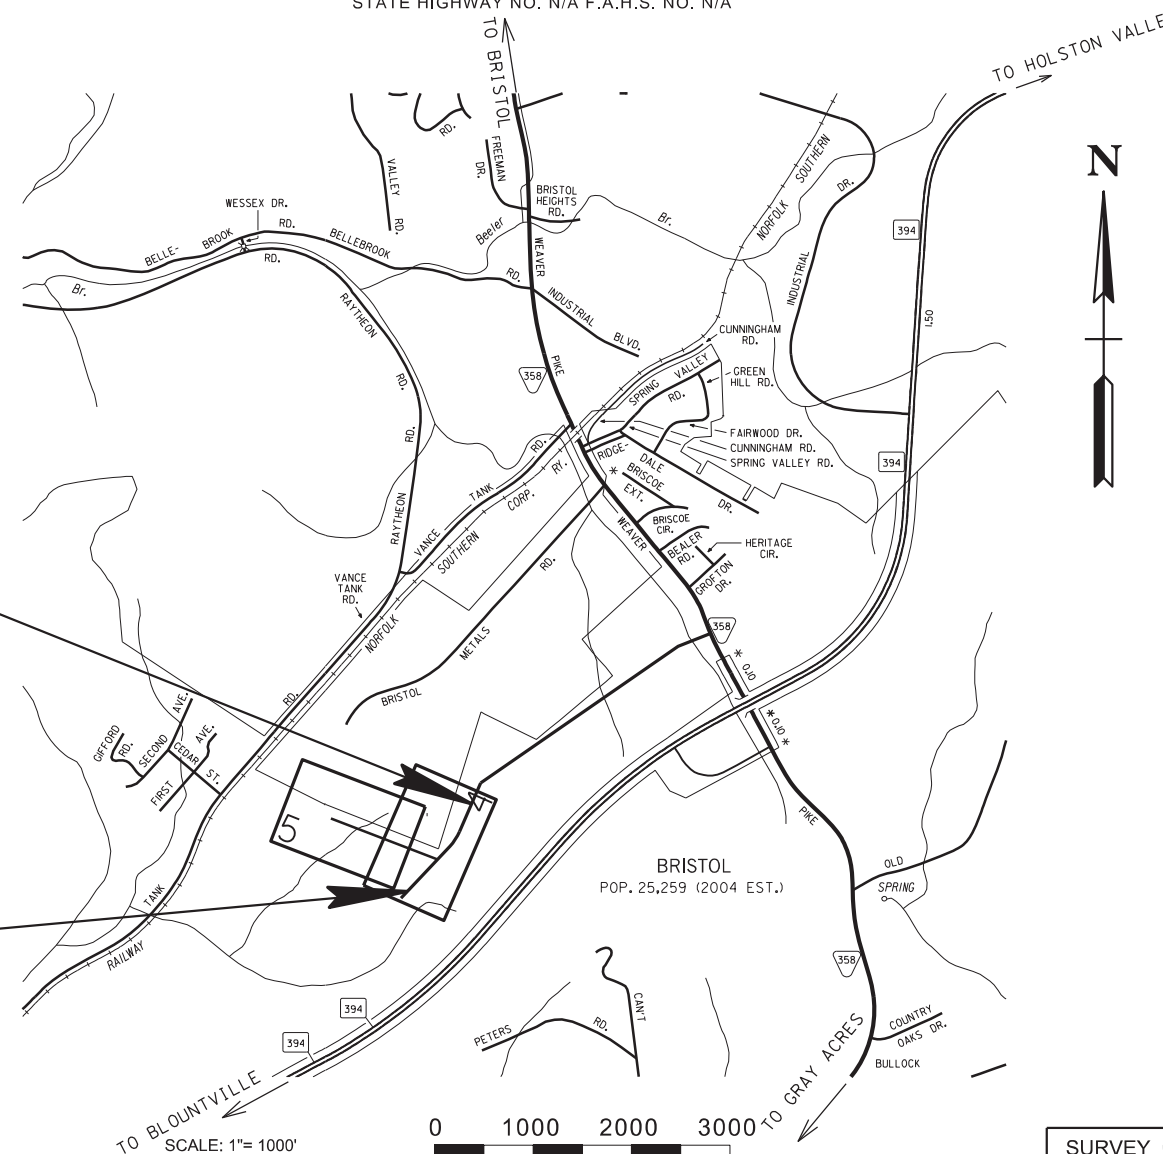 STATE HIGHWAY NO. N/A F.A.H.S. NO. N/A
TO BRISTOL
TO HOLSTON VALLE
N
RD.
FREEMAN
DR.
VALLEY
RD.
BRISTOL
HEIGHTS
RD.
NORFOLK
SOUTHERN
INDUSTRIAL
DR.
394
WESSEX DR.
BELLE-
BROOK
RD.
BELLEBROOK
RD.
Beeler
Br.
WEAVER
Br.
RD.
RAYTHEON
RD.
INDUSTRIAL
BLVD.
1.50
358
PIKE
CUNNINGHAM
RD.
SPRING VALLEY
RD.
GREEN
HILL RD.
FAIRWOOD DR.
CUNNINGHAM RD.
SPRING VALLEY RD.
394
RD.
RAYTHEON
VANCE
TANK
RD.
SOUTHERN
CORP.
RY.
RIDGE-
DALE
DR.
*
BRISCOE
EXT.
BRISCOE
CIR.
WEAVER
BEALER
RD.
HERITAGE
CIR.
GROFTON
DR.
VANCE
TANK
RD.
NORFOLK
RD.
METALS
BRISTOL
RD.
358
* 0.10
* 0.10 *
GIFFORD
RD.
SECOND
AVE.
CEDAR
ST.
FIRST
AVE.
4
5
PIKE
BRISTOL
POP. 25,259 (2004 EST.)
OLD
SPRING
TANK
RAILWAY
358
394
394
PETERS
RD.
CAN'T
COUNTRY
OAKS DR.
BULLOCK
TO GRAY ACRES
TO BLOUNTVILLE
SCALE: 1"= 1000'
0 1000 2000 3000
SURVEY